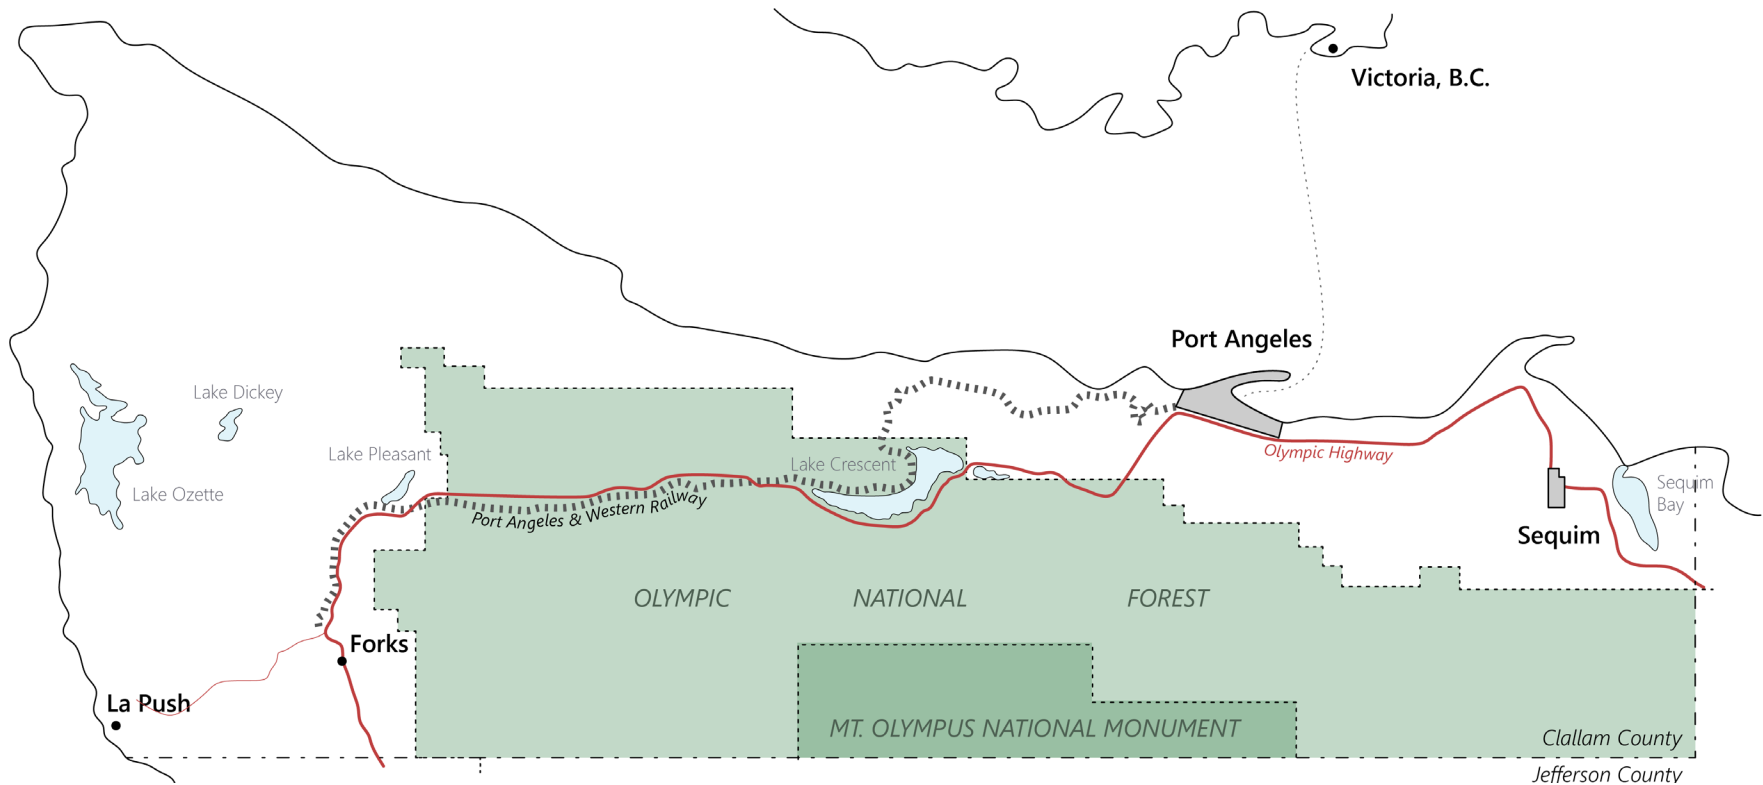 Victoria, B.C.
Port Angeles
Lake Dickey
Olympic Highway
Lake Pleasant
Lake Crescent
Lake Ozette
Sequim
Bay
Port Angeles & Western Railway
Sequim
OLYMPIC NATIONAL FOREST
Forks
La Push
MT. OLYMPUS NATIONAL MONUMENT
Clallam County
Jefferson County